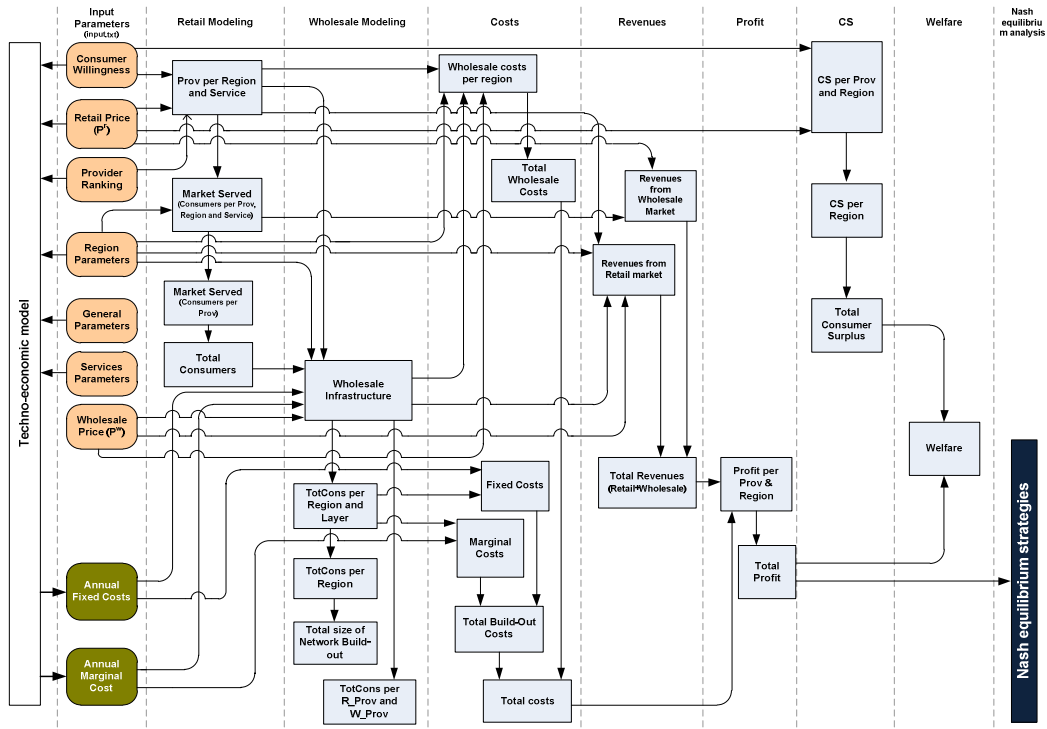 Input
Parameters
(input.txt)
Retail Modeling
Wholesale Modeling
Costs
Revenues
Profit
CS
Welfare
Nash
equilibriu
m analysis
Techno-economic model
Consumer
Willingness
Retail Price
(Pʳ)
Provider
Ranking
Region
Parameters
General
Parameters
Services
Parameters
Wholesale
Price (Pʷ)
Annual
Fixed Costs
Annual
Marginal
Cost
Prov per Region
and Service
Market Served
(Consumers per Prov,
Region and Service)
Market Served
(Consumers per
Prov)
Total
Consumers
Wholesale
Infrastructure
TotCons per
Region and
Layer
TotCons per
Region
Total size of
Network Build-
out
TotCons per
R_Prov and
W_Prov
Wholesale costs
per region
Total
Wholesale
Costs
Fixed Costs
Marginal
Costs
Total Build-Out
Costs
Total costs
Revenues
from
Wholesale
Market
Revenues from
Retail market
Total Revenues
(Retail+Wholesale)
Profit per
Prov &
Region
Total
Profit
CS per Prov
and Region
CS per
Region
Total
Consumer
Surplus
Welfare
Nash equilibrium strategies